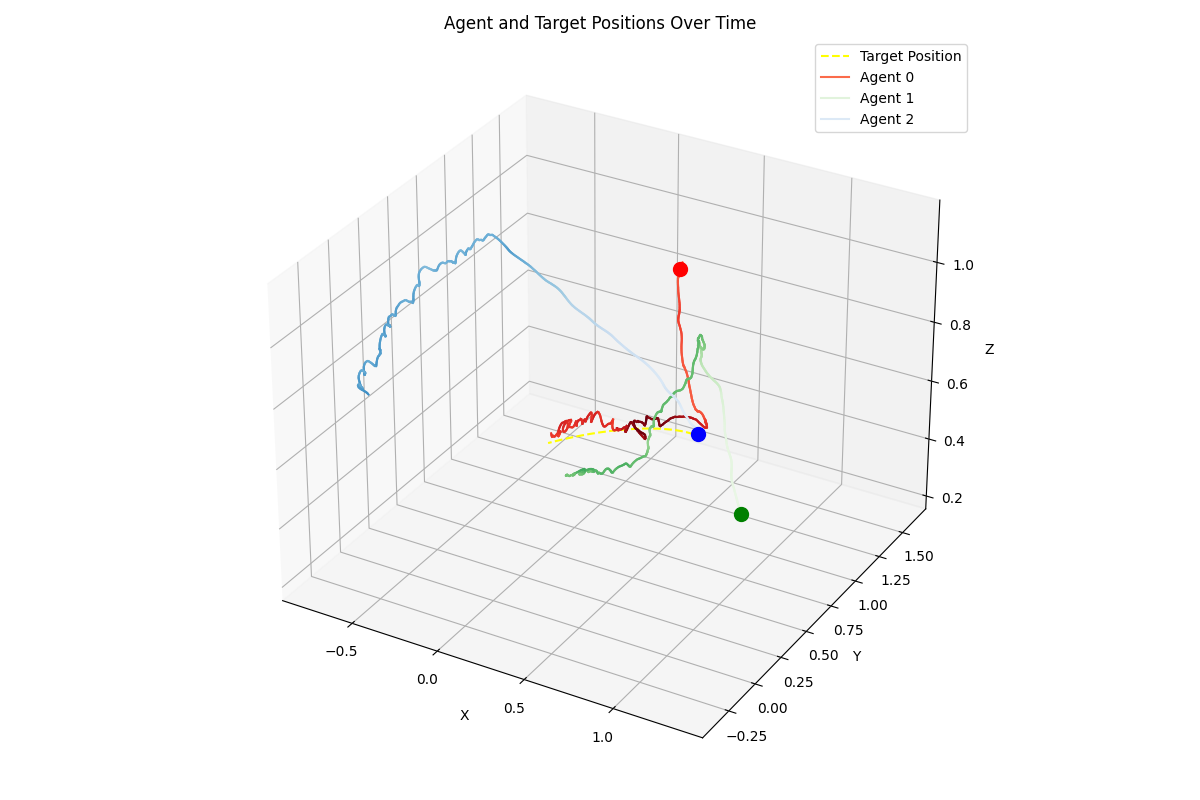 Agent and Target Positions Over Time
Target Position
Agent 0
Agent 1
Agent 2
1.0
0.8
Z
0.6
0.4
0.2
1.50
1.25
1.00
0.75
0.50
Y
0.25
0.00
−0.25
−0.5
0.0
0.5
1.0
X